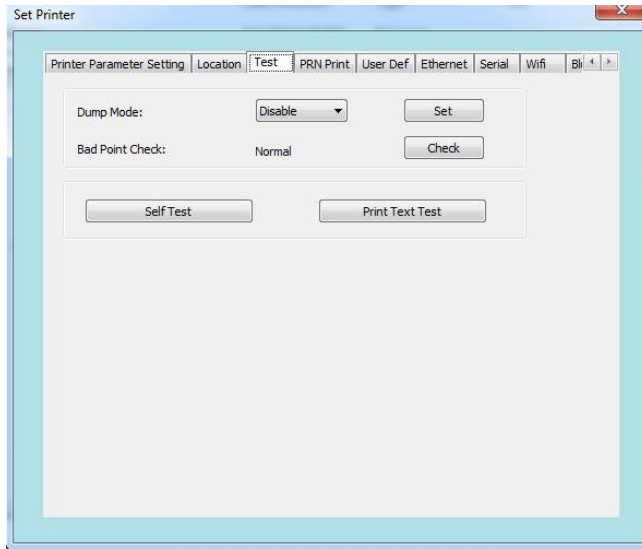 Set Printer
Printer Parameter Setting Location Test PRN Print User Def Ethernet Serial Wifi
Dump Mode: Disable Set
Bad Point Check: Normal Check
Self Test Print Text Test